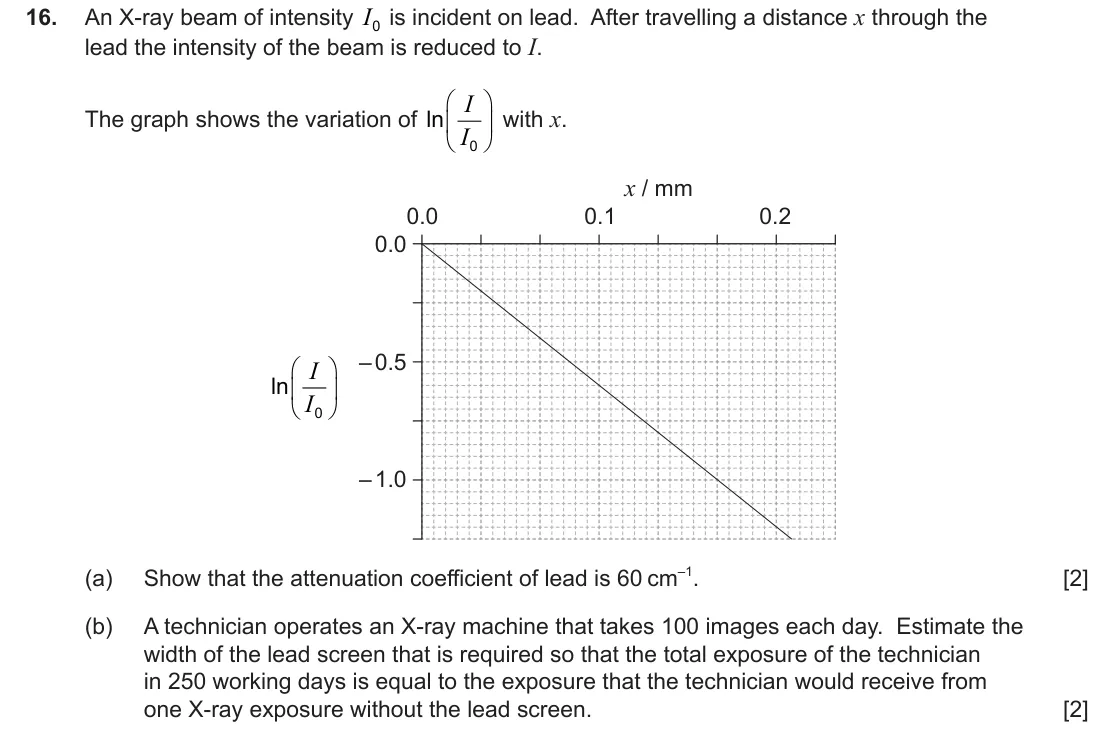 16. An X-ray beam of intensity I₀ is incident on lead. After travelling a distance x through the
lead the intensity of the beam is reduced to I.
The graph shows the variation of ln(I/I₀) with x.
x / mm
0.0 0.1 0.2
0.0
−0.5
ln(I/I₀)
−1.0
(a) Show that the attenuation coefficient of lead is 60 cm⁻¹. [2]
(b) A technician operates an X-ray machine that takes 100 images each day. Estimate the
width of the lead screen that is required so that the total exposure of the technician
in 250 working days is equal to the exposure that the technician would receive from
one X-ray exposure without the lead screen. [2]